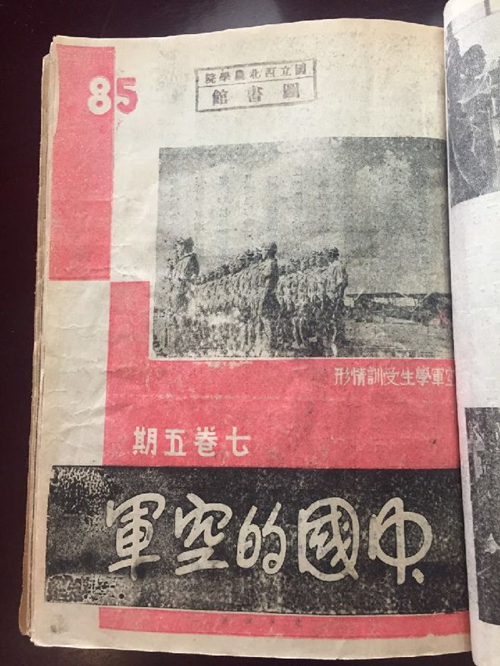 85
國立西北農學院
圖書館
空軍學生受訓情形
七卷五期
中國的空軍